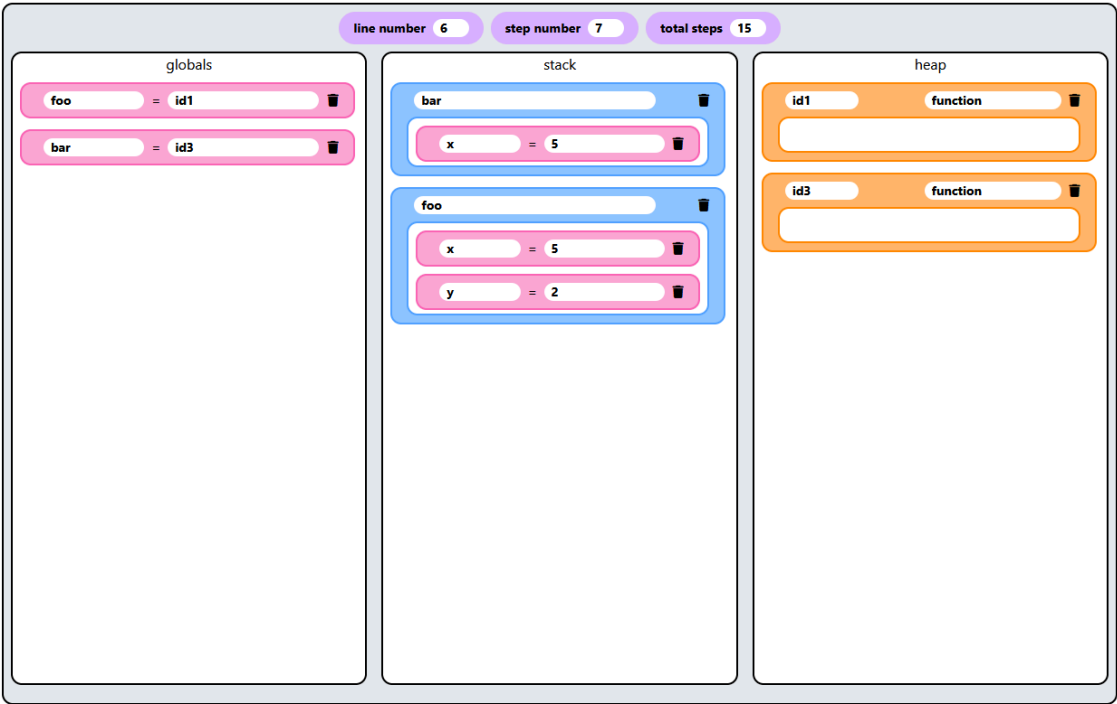 line number 6 step number 7 total steps 15
globals
foo = id1
bar = id3
stack
bar
x = 5
foo
x = 5
y = 2
heap
id1 function
id3 function